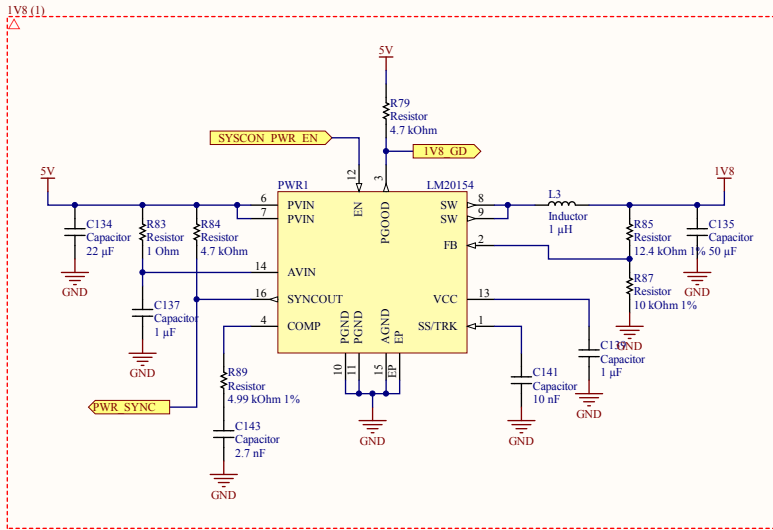 1V8 (1)
5V
R79
Resistor
4.7 kOhm
SYSCON_PWR_EN
1V8_GD
5V
1V8
12
3
PWR1
LM20154
6
PVIN
7
PVIN
EN
PGOOD
SW
8
SW
9
L3
Inductor
1 µH
C134
Capacitor
22 µF
GND
R83
Resistor
1 Ohm
R84
Resistor
4.7 kOhm
FB
2
R85
Resistor
12.4 kOhm 1%
C135
Capacitor
50 µF
GND
14
AVIN
R87
Resistor
10 kOhm 1%
GND
16
SYNCOUT
VCC
13
C137
Capacitor
1 µF
GND
4
COMP
SS/TRK
1
PGND
PGND
AGND
EP
10
11
15
EP
GND
R89
Resistor
4.99 kOhm 1%
PWR_SYNC
C143
Capacitor
2.7 nF
GND
C141
Capacitor
10 nF
GND
C139
Capacitor
1 µF
GND